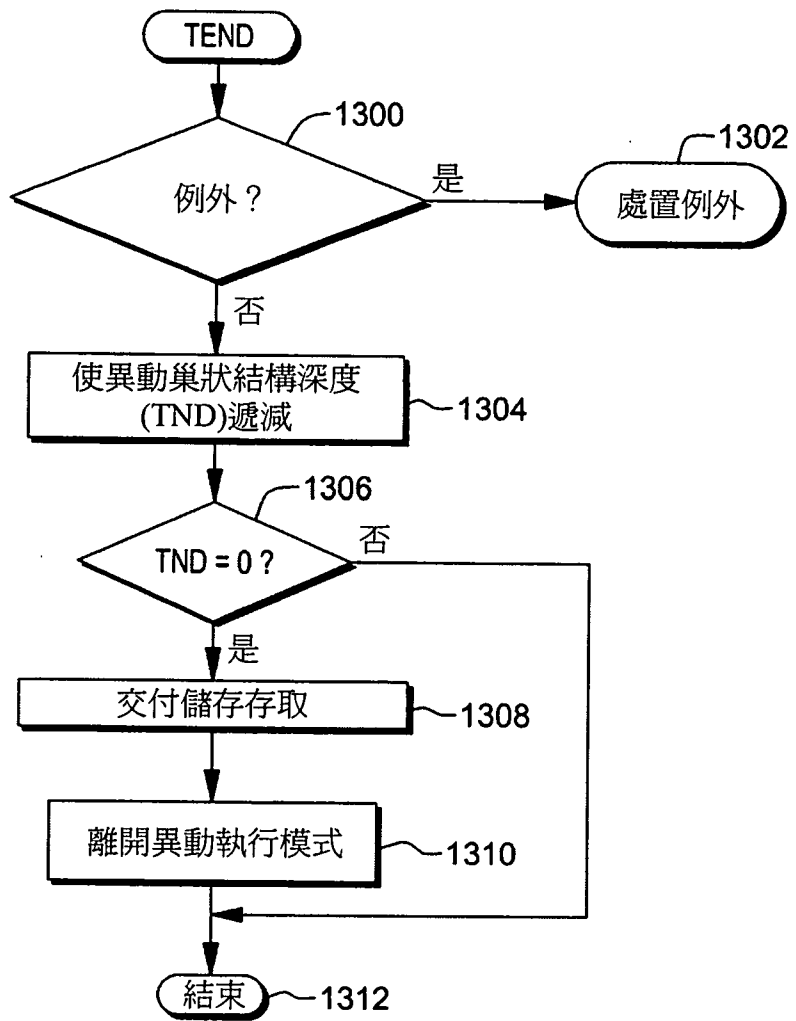 TEND
1300
例外？
是
1302
處置例外
否
使異動巢狀結構深度
(TND)遞減
1304
1306
TND = 0？
否
是
交付儲存存取
1308
離開異動執行模式
1310
結束
1312